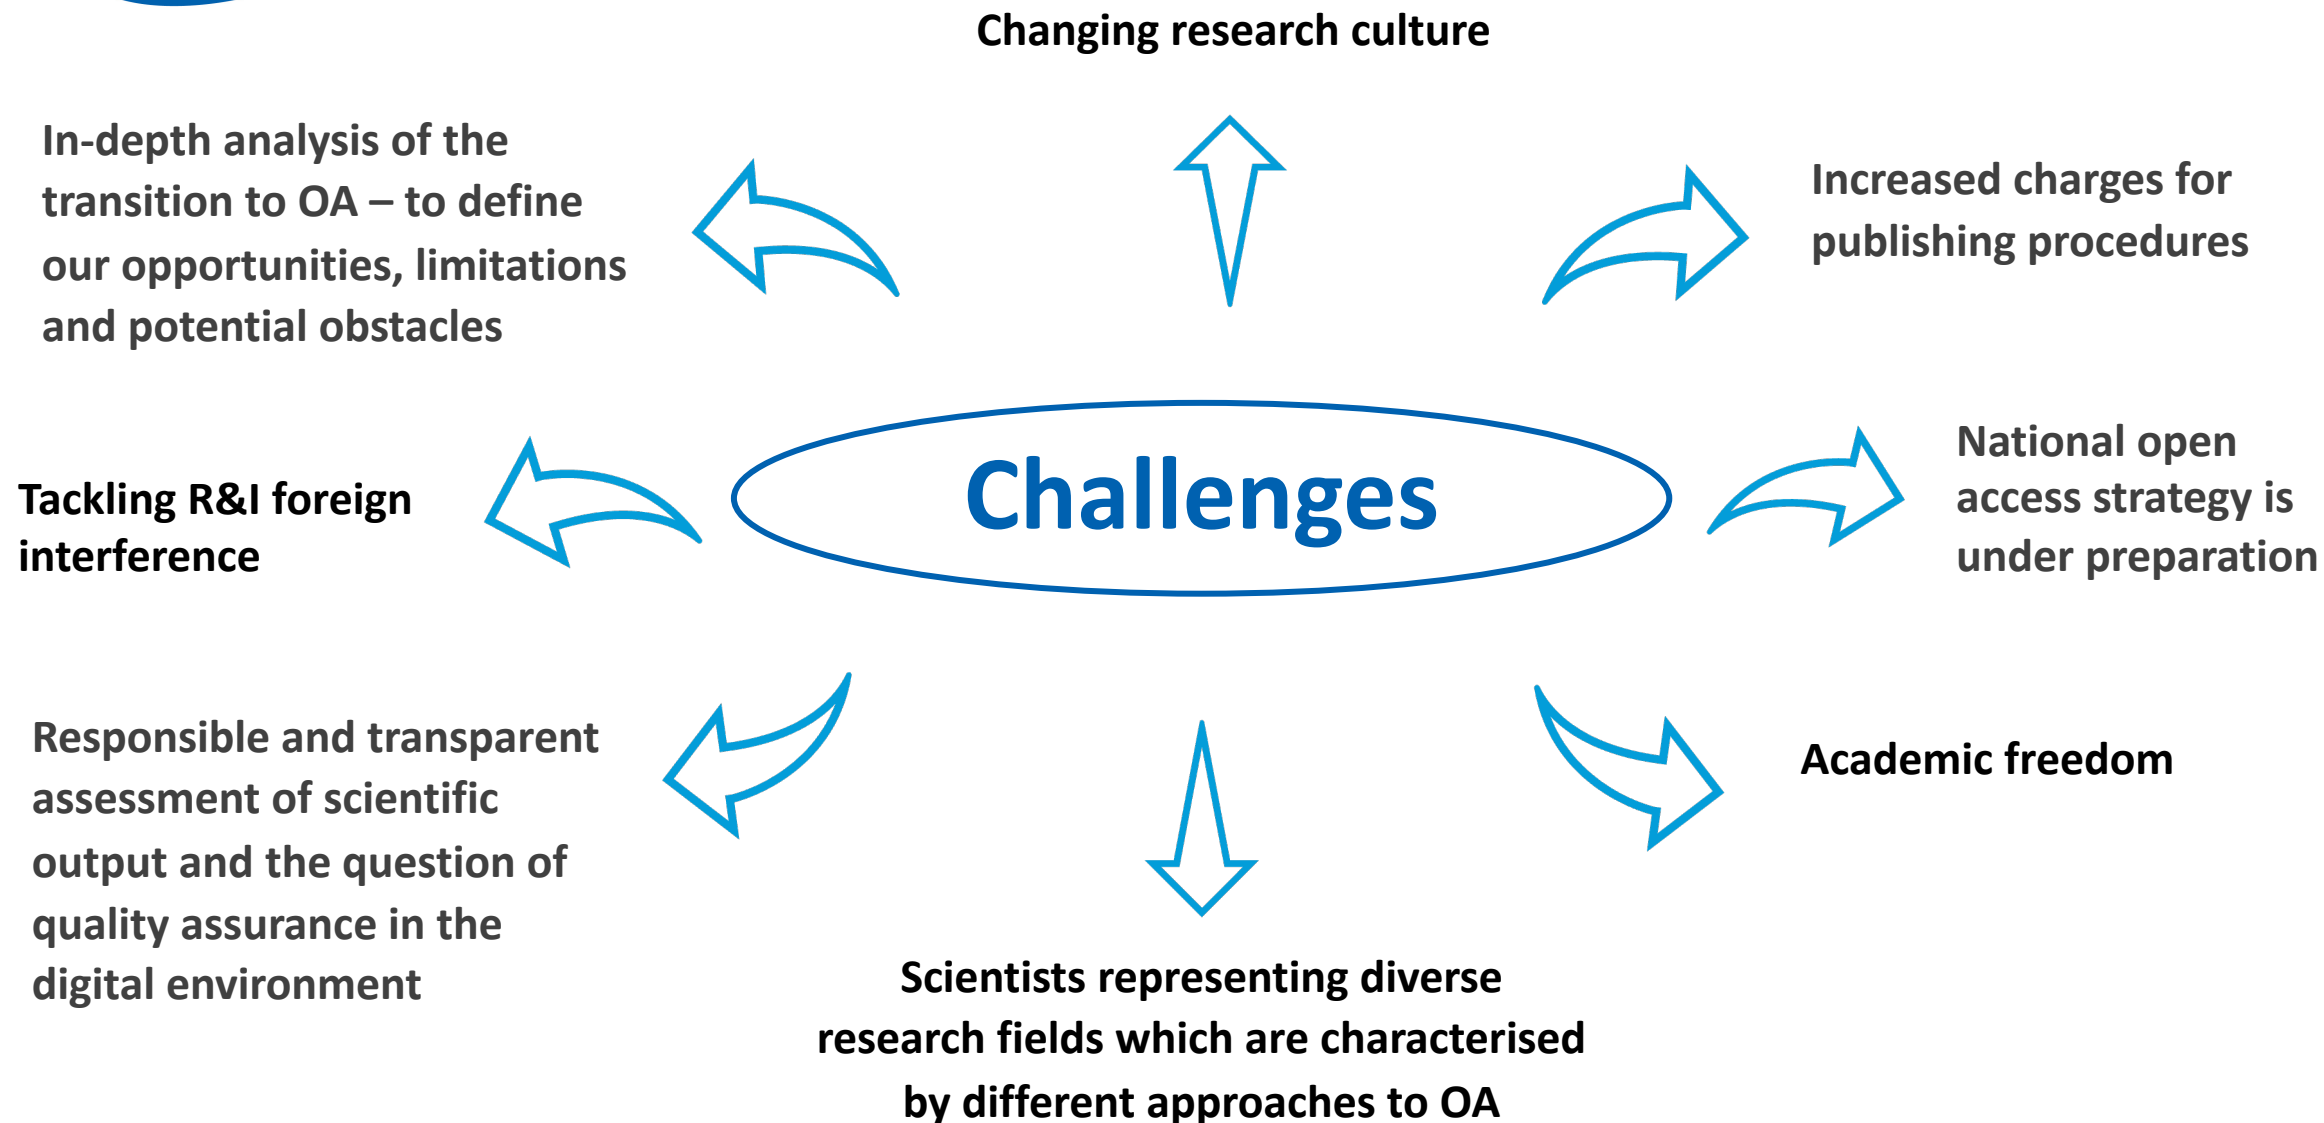 Changing research culture
In-depth analysis of the
transition to OA – to define
our opportunities, limitations
and potential obstacles
Increased charges for
publishing procedures
Challenges
National open
access strategy is
under preparation
Tackling R&I foreign
interference
Responsible and transparent
assessment of scientific
output and the question of
quality assurance in the
digital environment
Academic freedom
Scientists representing diverse
research fields which are characterised
by different approaches to OA